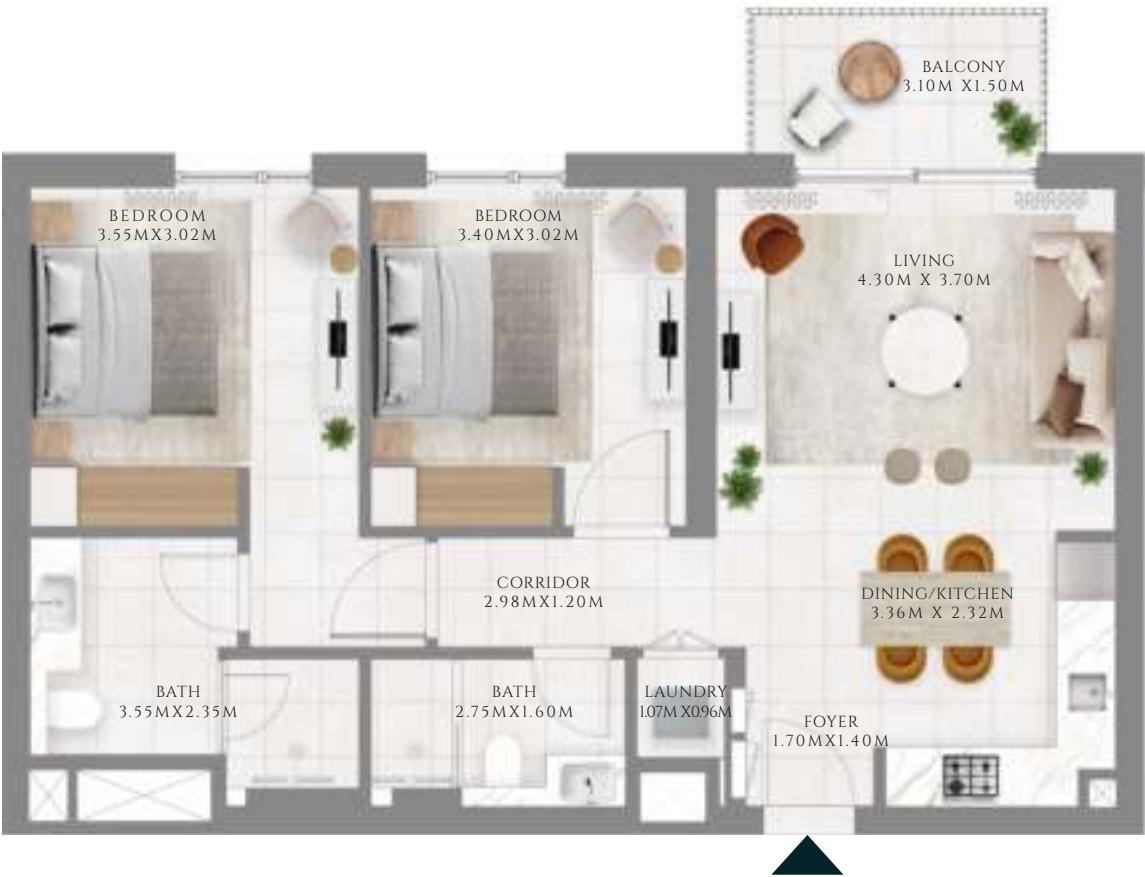 BALCONY
3.10M X1.50M
BEDROOM
3.55MX3.02M
BEDROOM
3.40MX3.02M
LIVING
4.30M X 3.70M
CORRIDOR
2.98MX1.20M
DINING/KITCHEN
3.36M X 2.32M
BATH
3.55MX2.35M
BATH
2.75MX1.60M
LAUNDRY
1.07M X0.96M
FOYER
1.70MX1.40M